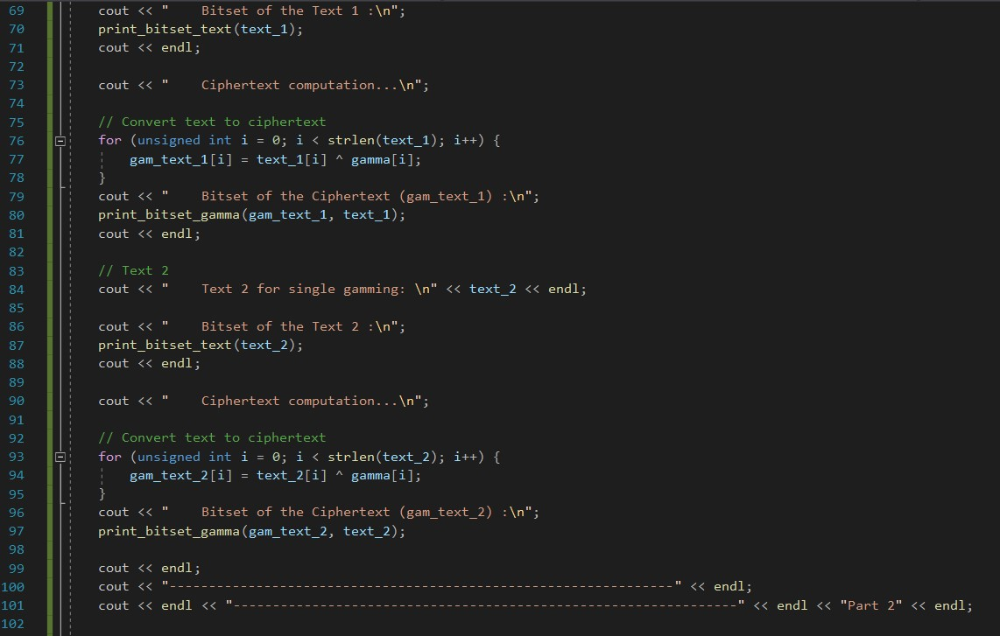 69 cout << "    Bitset of the Text 1 :\n";
70 print_bitset_text(text_1);
71 cout << endl;
72
73 cout << "    Ciphertext computation...\n";
74
75 // Convert text to ciphertext
76 for (unsigned int i = 0; i < strlen(text_1); i++) {
77     gam_text_1[i] = text_1[i] ^ gamma[i];
78 }
79 cout << "    Bitset of the Ciphertext (gam_text_1) :\n";
80 print_bitset_gamma(gam_text_1, text_1);
81 cout << endl;
82
83 // Text 2
84 cout << "    Text 2 for single gamming: \n" << text_2 << endl;
85
86 cout << "    Bitset of the Text 2 :\n";
87 print_bitset_text(text_2);
88 cout << endl;
89
90 cout << "    Ciphertext computation...\n";
91
92 // Convert text to ciphertext
93 for (unsigned int i = 0; i < strlen(text_2); i++) {
94     gam_text_2[i] = text_2[i] ^ gamma[i];
95 }
96 cout << "    Bitset of the Ciphertext (gam_text_2) :\n";
97 print_bitset_gamma(gam_text_2, text_2);
98
99 cout << endl;
100 cout << "----------------------------------------------------------------" << endl;
101 cout << endl << "----------------------------------------------------------------" << endl << "Part 2" << endl;
102